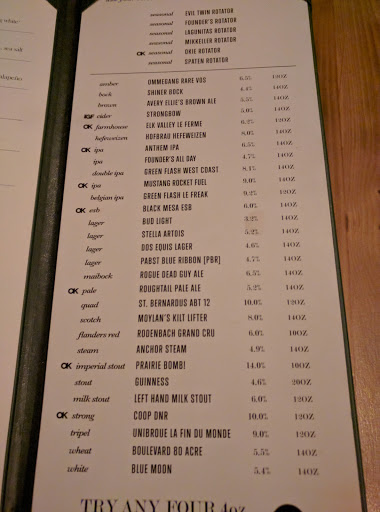 seasonal EVIL TWIN ROTATOR
seasonal FOUNDER'S ROTATOR
seasonal LAGUNITAS ROTATOR
seasonal MIKKELLER ROTATOR
OK seasonal OKIE ROTATOR
seasonal SPATEN ROTATOR
amber OMMEGANG RARE VOS 6.5% 12OZ
bock SHINER BOCK 4.4% 14OZ
brown AVERY ELLIE'S BROWN ALE 5.5% 14OZ
GF cider STRONGBOW 5.0% 14OZ
OK farmhouse ELK VALLEY LE FERME 6.2% 12OZ
hefeweizen HOFBRAU HEFEWEIZEN 8.0% 14OZ
OK ipa ANTHEM IPA 6.5% 14OZ
ipa FOUNDER'S ALL DAY 4.7% 14OZ
double ipa GREEN FLASH WEST COAST 8.1% 14OZ
OK ipa MUSTANG ROCKET FUEL 9.0% 14OZ
belgian ipa GREEN FLASH LE FREAK 9.2% 12OZ
OK esb BLACK MESA ESB 6.0% 14OZ
lager BUD LIGHT 3.2% 14OZ
lager STELLA ARTOIS 5.2% 14OZ
lager DOS EQUIS LAGER 4.6% 14OZ
lager PABST BLUE RIBBON [PBR] 4.7% 14OZ
maibock ROGUE DEAD GUY ALE 6.5% 14OZ
OK pale ROUGHTAIL PALE ALE 5.2% 14OZ
quad ST. BERNARDUS ABT 12 10.0% 12OZ
scotch MOYLAN'S KILT LIFTER 8.0% 14OZ
flanders red RODENBACH GRAND CRU 6.0% 10OZ
steam ANCHOR STEAM 4.9% 14OZ
OK imperial stout PRAIRIE BOMB! 14.0% 10OZ
stout GUINNESS 4.6% 20OZ
milk stout LEFT HAND MILK STOUT 6.0% 12OZ
OK strong COOP DNR 10.0% 12OZ
tripel UNIBROUE LA FIN DU MONDE 9.0% 12OZ
wheat BOULEVARD 80 ACRE 5.5% 14OZ
white BLUE MOON 5.4% 14OZ
TRY ANY FOUR 4oz